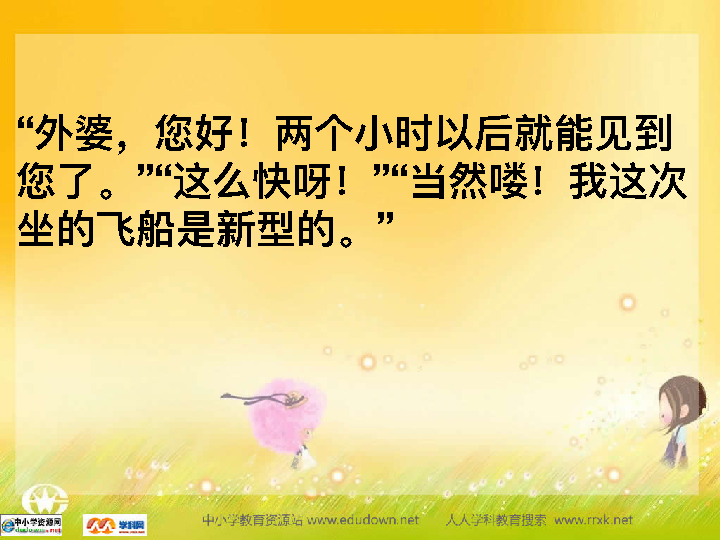 “外婆，您好！两个小时以后就能见到
您了。”“这么快呀！”“当然喽！我这次
坐的飞船是新型的。”
中小学资源网
学科网
中小学教育资源站 www.edudown.net 人人学科教育搜索 www.rrxk.net